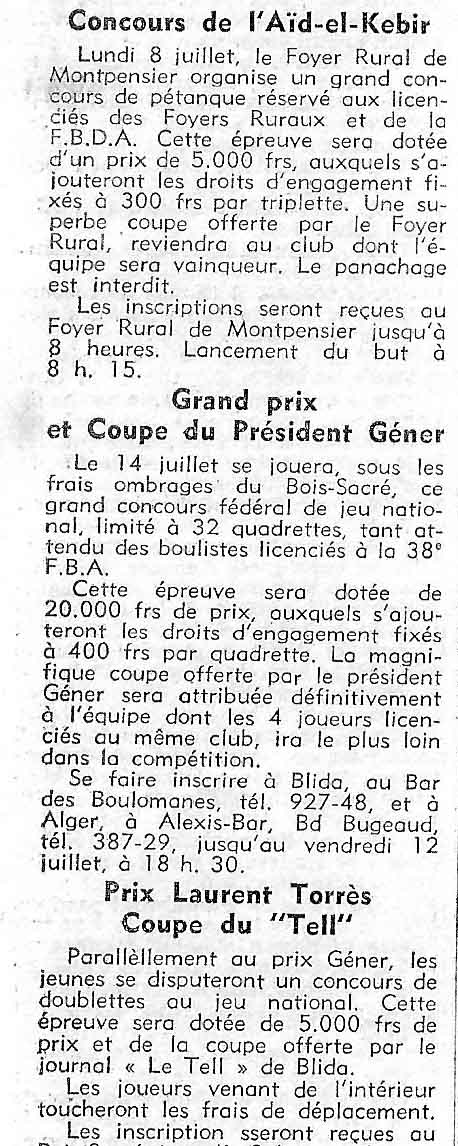 Concours de l'Aïd-el-Kebir
Lundi 8 juillet, le Foyer Rural de
Montpensier organise un grand con-
cours de pétanque réservé aux licen-
ciés des Foyers Ruraux et de la
F.B.D.A. Cette épreuve sera dotée
d'un prix de 5.000 frs, auxquels s'a-
jouteront les droits d'engagement fi-
xés à 300 frs par triplette. Une su-
perbe coupe offerte par le Foyer
Rural, reviendra au club dont l'é-
quipe sera vainqueur. Le panachage
est interdit.
Les inscriptions seront reçues au
Foyer Rural de Montpensier jusqu'à
8 heures. Lancement du but à
8 h. 15.
Grand prix
et Coupe du Président Géner
Le 14 juillet se jouera, sous les
frais ombrages du Bois-Sacré, ce
grand concours fédéral de jeu natio-
nal, limité à 32 quadrettes, tant at-
tendu des boulistes licenciés à la 38e
F.B.A.
Cette épreuve sera dotée de
20.000 frs de prix, auxquels s'ajou-
teront les droits d'engagement fixés
à 400 frs par quadrette. La magni-
fique coupe offerte par le président
Géner sera attribuée définitivement
à l'équipe dont les 4 joueurs licen-
ciés au même club, ira le plus loin
dans la compétition.
Se faire inscrire à Blida, au Bar
des Boulomanes, tél. 927-48, et à
Alger, à Alexis-Bar, Bd Bugeaud,
tél. 387-29, jusqu'au vendredi 12
juillet, à 18 h. 30.
Prix Laurent Torrès
Coupe du "Tell"
Parallèllement au prix Géner, les
jeunes se disputeront un concours de
doublettes au jeu national. Cette
épreuve sera dotée de 5.000 frs de
prix et de la coupe offerte par le
journal « Le Tell » de Blida.
Les joueurs venant de l'intérieur
toucheront les frais de déplacement.
Les inscription sseront reçues au